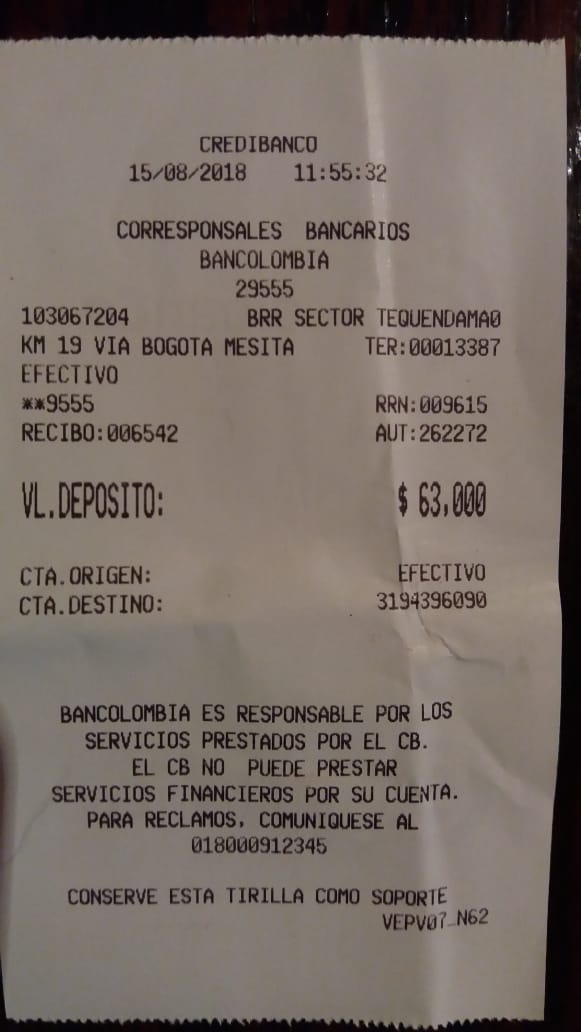 CREDIBANCO
15/08/2018 11:55:32
CORRESPONSALES BANCARIOS
BANCOLOMBIA
29555
103067204 BRR SECTOR TEQUENDAMA0
KM 19 VIA BOGOTA MESITA TER:00013387
EFECTIVO
**9555 RRN:009615
RECIBO:006542 AUT:262272
VL.DEPOSITO: $ 63,000
CTA.ORIGEN: EFECTIVO
CTA.DESTINO: 3194396090
BANCOLOMBIA ES RESPONSABLE POR LOS
SERVICIOS PRESTADOS POR EL CB.
EL CB NO PUEDE PRESTAR
SERVICIOS FINANCIEROS POR SU CUENTA.
PARA RECLAMOS, COMUNIQUESE AL
018000912345
CONSERVE ESTA TIRILLA COMO SOPORTE
VEPV07_N62